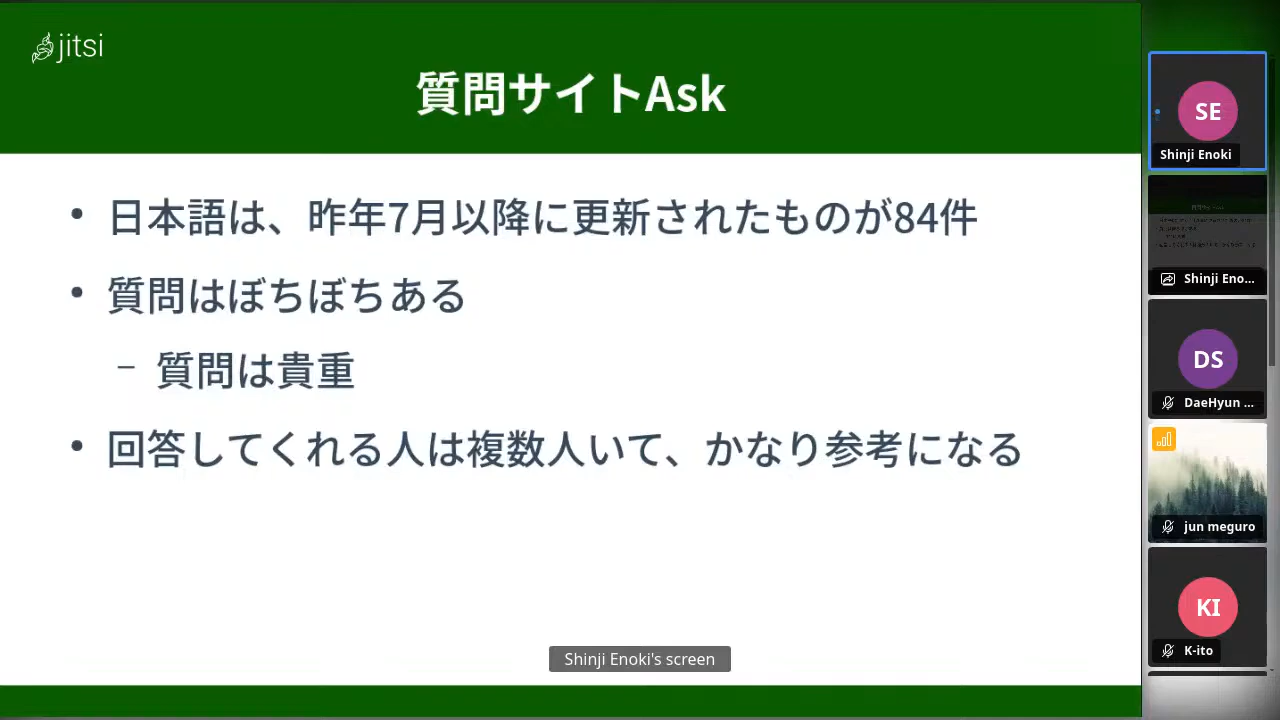 jitsi
質問サイトAsk
日本語は、昨年7月以降に更新されたものが84件
質問はぼちぼちある
質問は貴重
回答してくれる人は複数人いて、かなり参考になる
Shinji Enoki's screen
SE
Shinji Enoki
Shinji Eno...
DS
DaeHyun ...
jun meguro
KI
K-ito